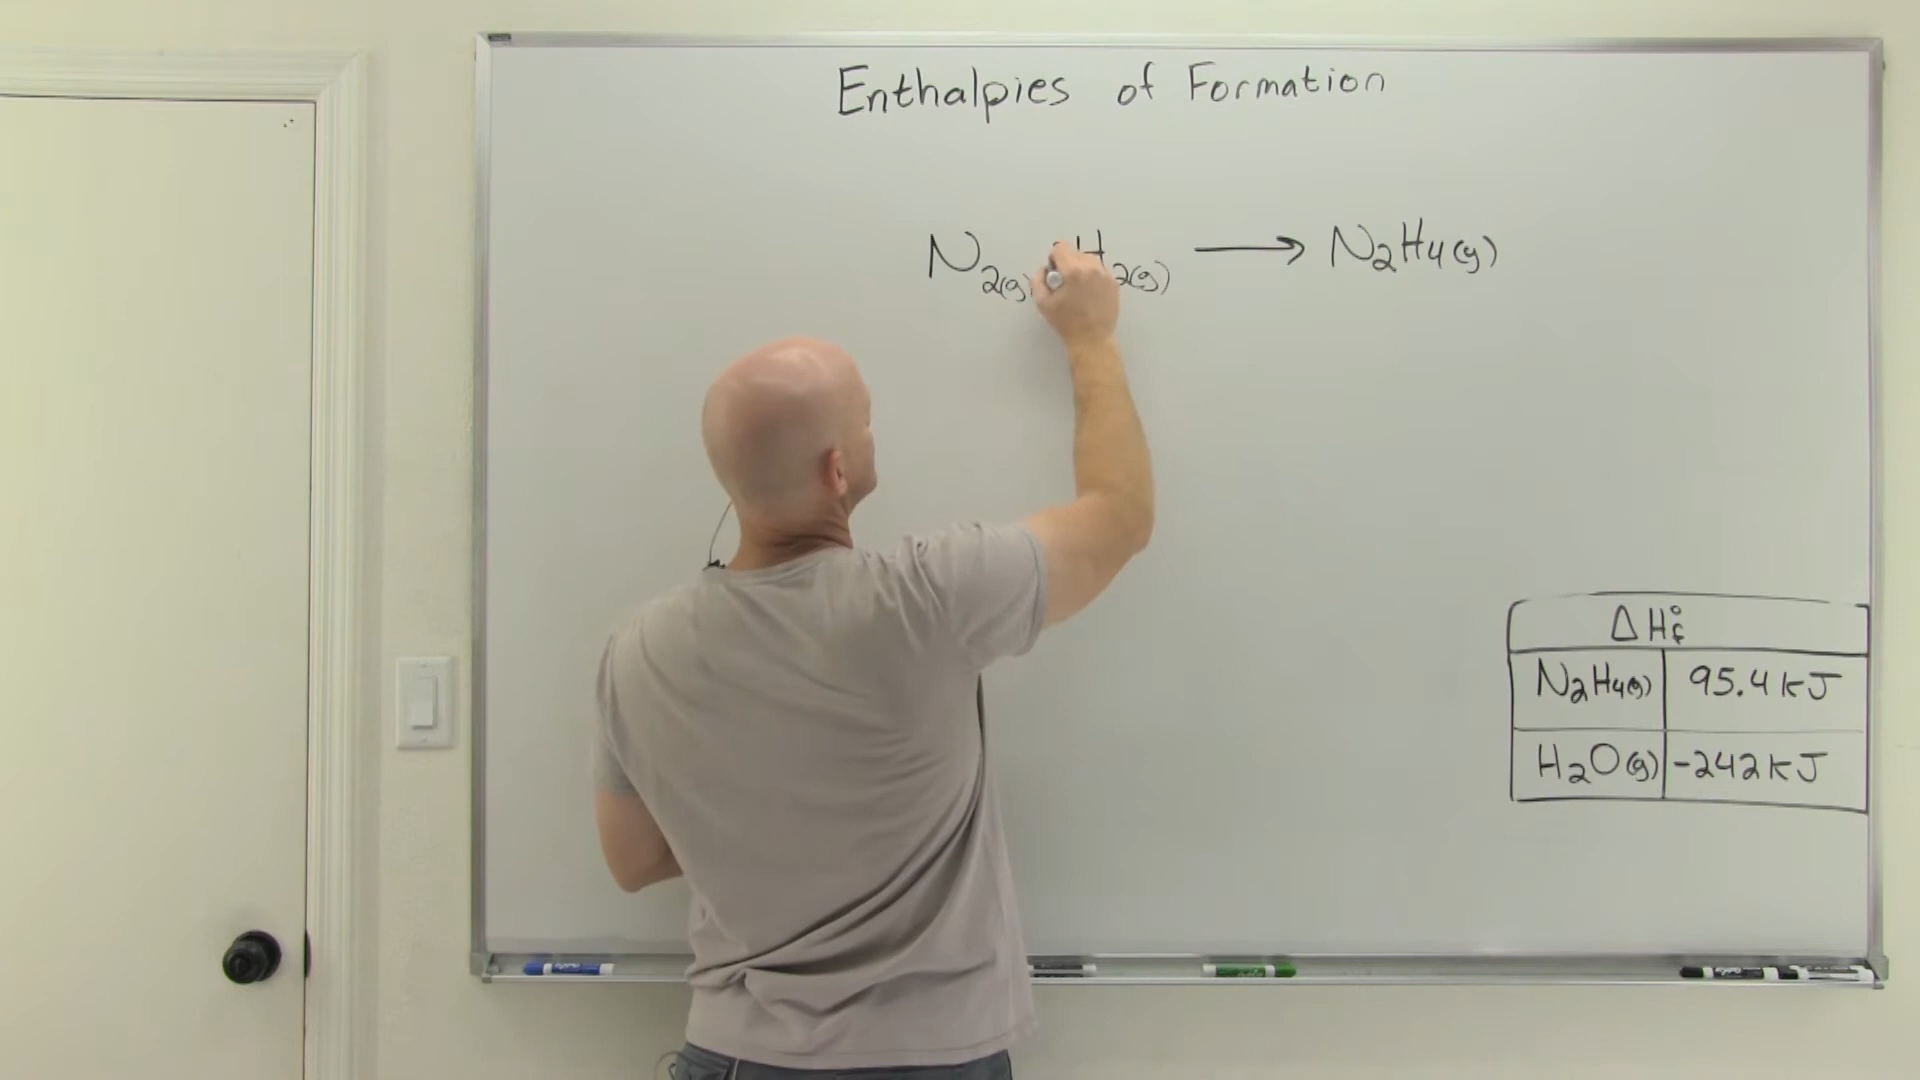 Enthalpies of Formation
N₂(g) H₂(g) ⟶ N₂H₄(g)
ΔH°f
N₂H₄(g) 95.4 kJ
H₂O(g) -242 kJ